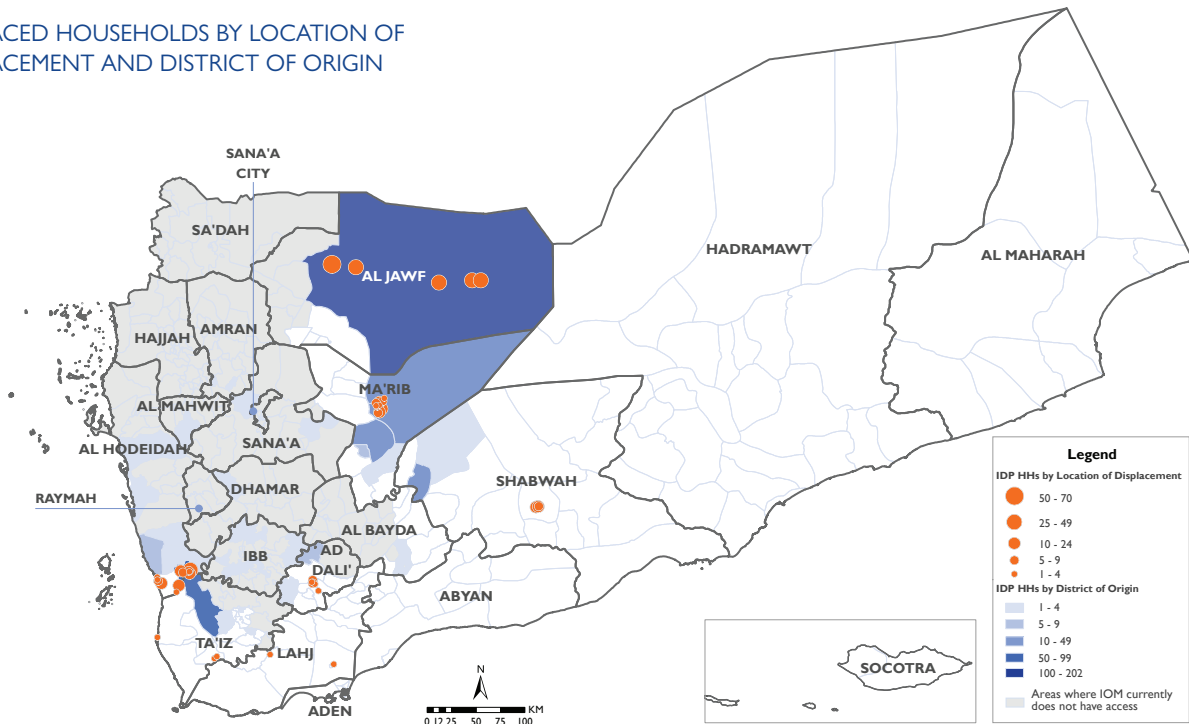 ACED HOUSEHOLDS BY LOCATION OF
ACEMENT AND DISTRICT OF ORIGIN
SANA'A
CITY
SA'DAH
HADRAMAWT
AL MAHARAH
AL JAWF
HAJJAH
AMRAN
MA'RIB
AL MAHWIT
AL HODEIDAH
SANA'A
SHABWAH
RAYMAH
DHAMAR
AL BAYDA
IBB
AD
DALI'
ABYAN
TA'IZ
LAHJ
ADEN
SOCOTRA
N
0 12.25 50 75 100 KM
Legend
IDP HHs by Location of Displacement
50 - 70
25 - 49
10 - 24
5 - 9
1 - 4
IDP HHs by District of Origin
1 - 4
5 - 9
10 - 49
50 - 99
100 - 202
Areas where IOM currently
does not have access